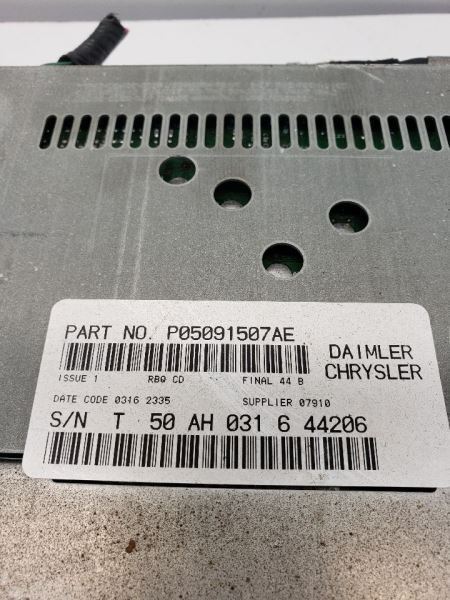 PART NO. P05091507AE
DAIMLER
CHRYSLER
ISSUE 1 RBQ CD FINAL 44 B
DATE CODE 0316 2335 SUPPLIER 07910
S/N T 50 AH 031 6 44206